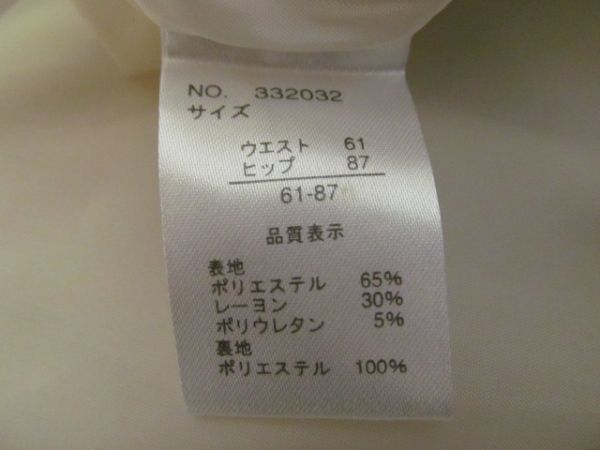 NO. 332032
サイズ
ウエスト 61
ヒップ 87
61-87
品質表示
表地
ポリエステル 65%
レーヨン 30%
ポリウレタン 5%
裏地
ポリエステル 100%